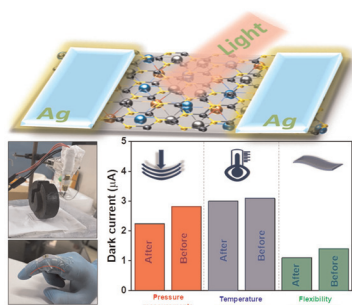 Light
Ag
Ag
Dark current (μA)
5
4
3
2
1
0
After
Before
After
Before
After
Before
Pressure
Temperature
Flexibility